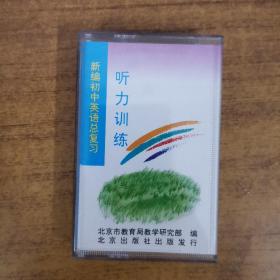 新编初中英语总复习
听力训练
北京市教育局教学研究部 编
北京出版社出版发行